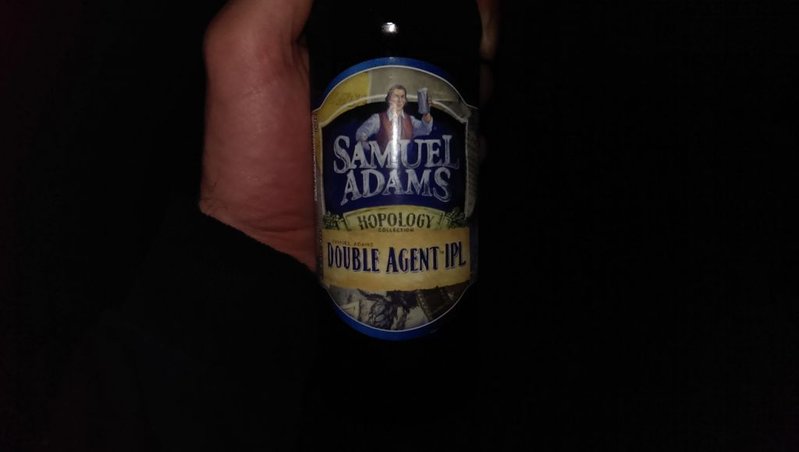 SAMUEL
ADAMS
HOPOLOGY
COLLECTION
SAMUEL ADAMS
DOUBLE AGENT IPL